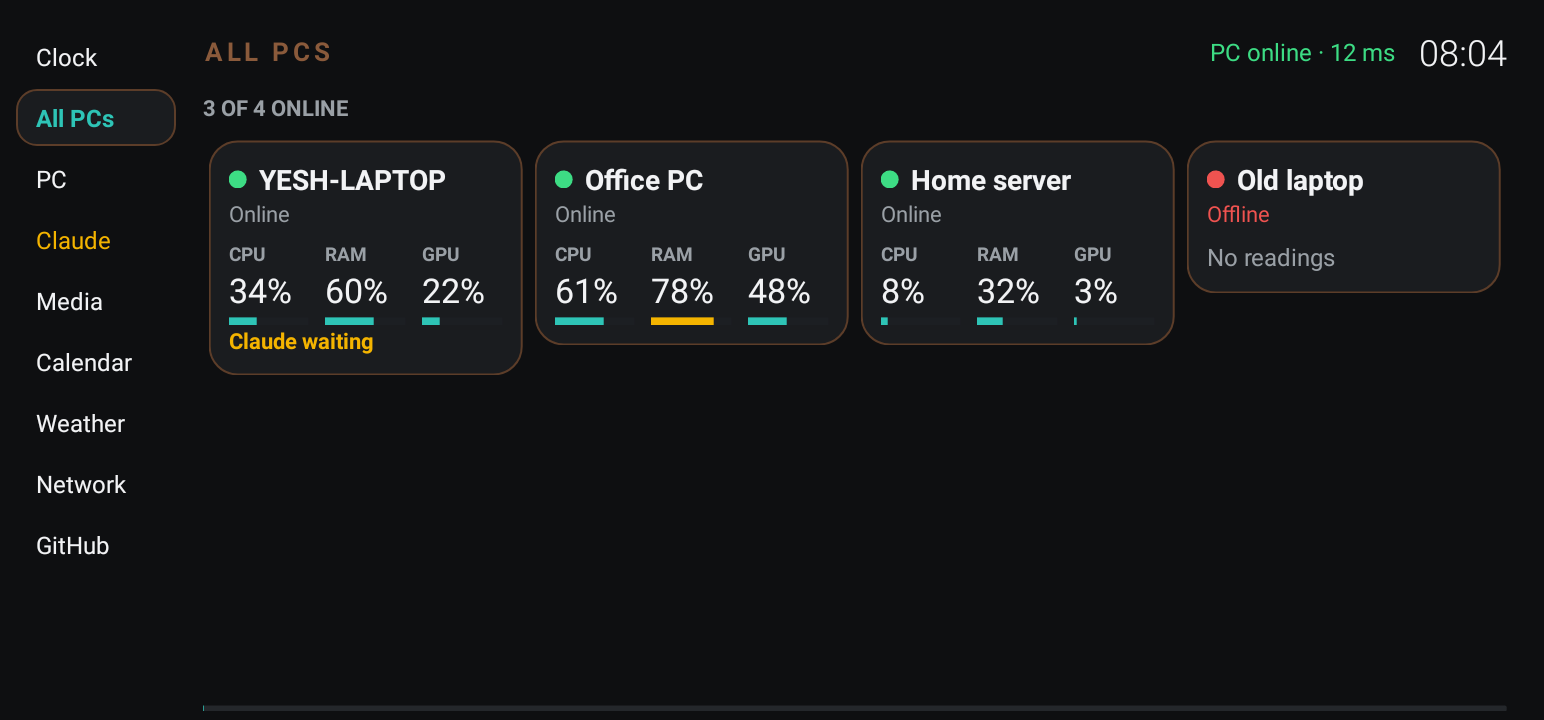 Clock
All PCs
PC
Claude
Media
Calendar
Weather
Network
GitHub
ALL PCS
PC online · 12 ms 08:04
3 OF 4 ONLINE
YESH-LAPTOP
Online
CPU RAM GPU
34% 60% 22%
Claude waiting
Office PC
Online
CPU RAM GPU
61% 78% 48%
Home server
Online
CPU RAM GPU
8% 32% 3%
Old laptop
Offline
No readings